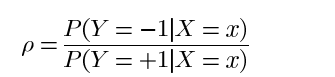 ρ = P(Y = −1|X = x) / P(Y = +1|X = x)